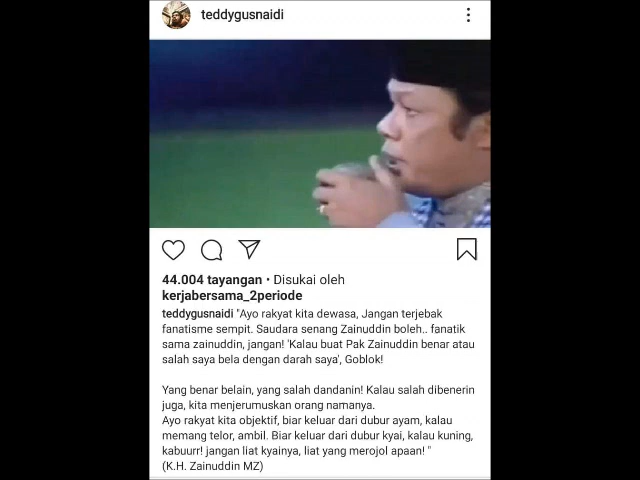 teddygusnaidi
44.004 tayangan • Disukai oleh
kerjabersama_2periode
teddygusnaidi "Ayo rakyat kita dewasa, Jangan terjebak
fanatisme sempit. Saudara senang Zainuddin boleh.. fanatik
sama zainuddin, jangan! 'Kalau buat Pak Zainuddin benar atau
salah saya bela dengan darah saya', Goblok!
Yang benar belain, yang salah dandanin! Kalau salah dibenerin
juga, kita menjerumuskan orang namanya.
Ayo rakyat kita objektif, biar keluar dari dubur ayam, kalau
memang telor, ambil. Biar keluar dari dubur kyai, kalau kuning,
kabuurr! jangan liat kyainya, liat yang merojol apaan! "
(K.H. Zainuddin MZ)